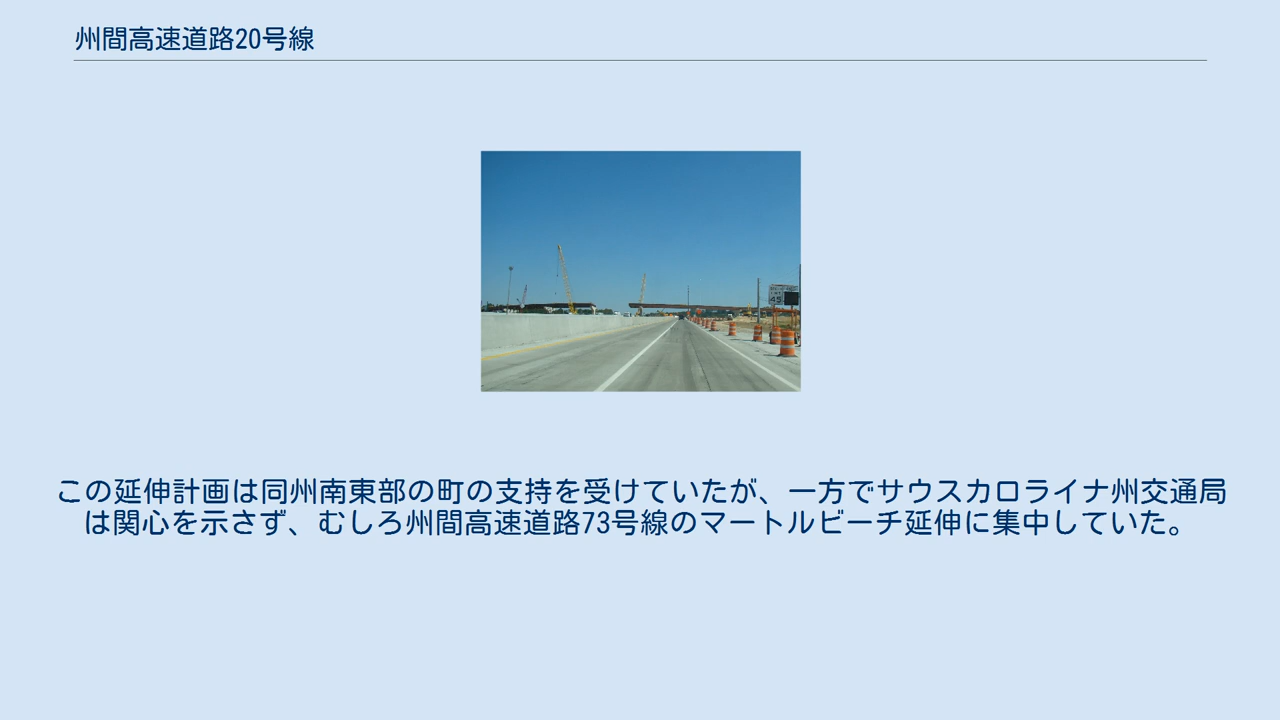 州間高速道路20号線
45
この延伸計画は同州南東部の町の支持を受けていたが、一方でサウスカロライナ州交通局
は関心を示さず、むしろ州間高速道路73号線のマートルビーチ延伸に集中していた。